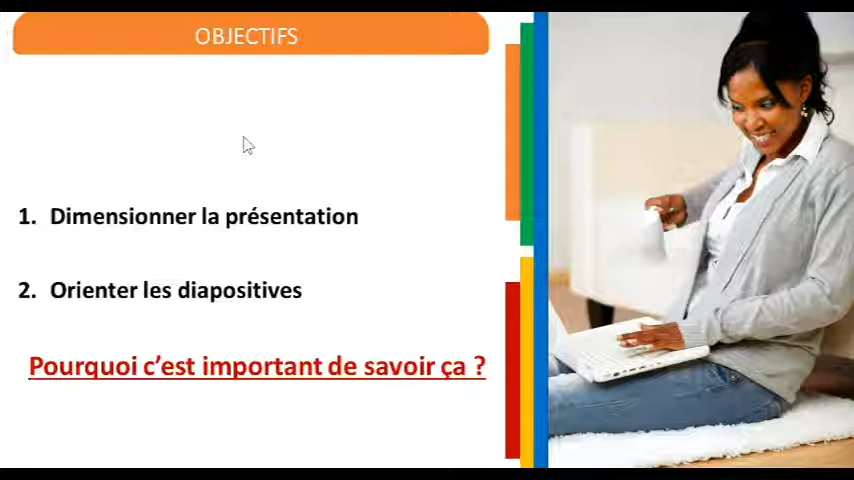 OBJECTIFS
1. Dimensionner la présentation
2. Orienter les diapositives
Pourquoi c’est important de savoir ça ?